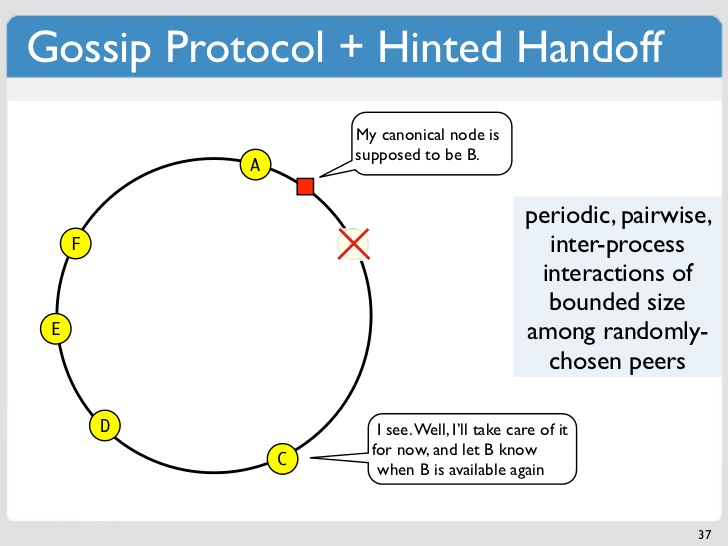 Gossip Protocol + Hinted Handoff
My canonical node is
supposed to be B.
A
F
E
D
C
periodic, pairwise,
inter-process
interactions of
bounded size
among randomly-
chosen peers
I see. Well, I'll take care of it
for now, and let B know
when B is available again
37